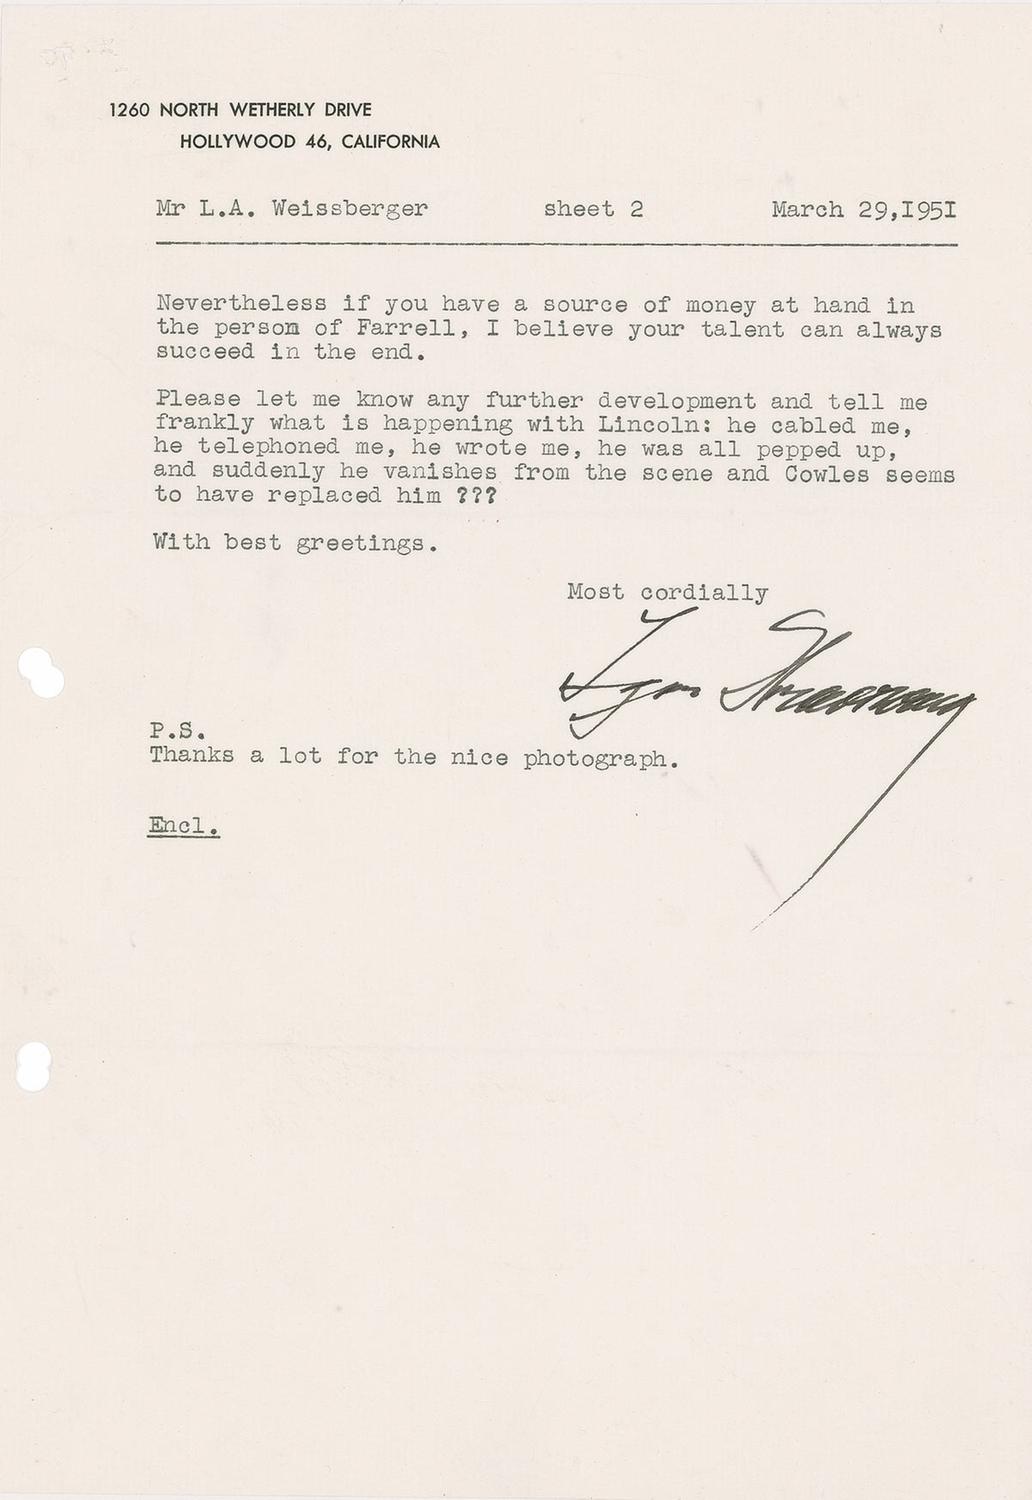 1260 NORTH WETHERLY DRIVE
HOLLYWOOD 46, CALIFORNIA
Mr L.A. Weissberger sheet 2 March 29,I95I
Nevertheless if you have a source of money at hand in
the person of Farrell, I believe your talent can always
succeed in the end.
Please let me know any further development and tell me
frankly what is happening with Lincoln: he cabled me,
he telephoned me, he wrote me, he was all pepped up,
and suddenly he vanishes from the scene and Cowles seems
to have replaced him ???
With best greetings.
Most cordially
Igor Stravinsky
P.S.
Thanks a lot for the nice photograph.
Encl.